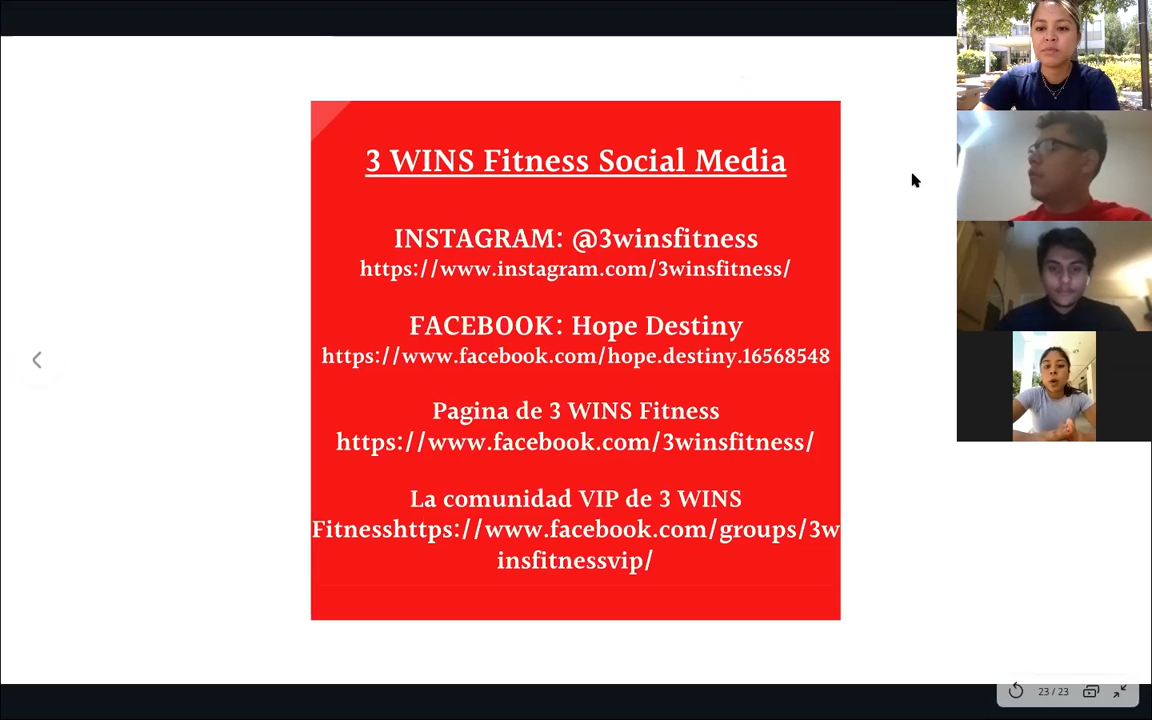 3 WINS Fitness Social Media
INSTAGRAM: @3winsfitness
https://www.instagram.com/3winsfitness/
FACEBOOK: Hope Destiny
https://www.facebook.com/hope.destiny.16568548
Pagina de 3 WINS Fitness
https://www.facebook.com/3winsfitness/
La comunidad VIP de 3 WINS
Fitnesshttps://www.facebook.com/groups/3w
insfitnessvip/
23 / 23